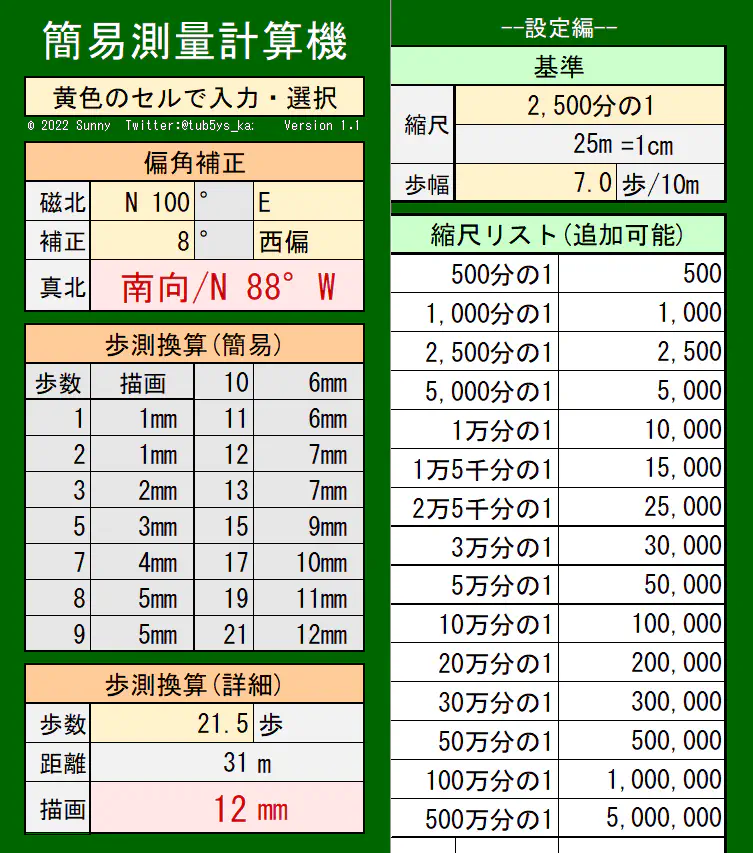 簡易測量計算機
黄色のセルで入力・選択
© 2022 Sunny Twitter:@tub5ys_ka: Version 1.1
偏角補正
磁北 N 100 ° E
補正 8 ° 西偏
真北 南向/N 88° W
歩測換算(簡易)
歩数 描画 10 6mm
1 1mm 11 6mm
2 1mm 12 7mm
3 2mm 13 7mm
5 3mm 15 9mm
7 4mm 17 10mm
8 5mm 19 11mm
9 5mm 21 12mm
歩測換算(詳細)
歩数 21.5 歩
距離 31 m
描画 12 mm
--設定編--
基準
縮尺 2,500分の1
25m =1cm
歩幅 7.0 歩/10m
縮尺リスト(追加可能)
500分の1 500
1,000分の1 1,000
2,500分の1 2,500
5,000分の1 5,000
1万分の1 10,000
1万5千分の1 15,000
2万5千分の1 25,000
3万分の1 30,000
5万分の1 50,000
10万分の1 100,000
20万分の1 200,000
30万分の1 300,000
50万分の1 500,000
100万分の1 1,000,000
500万分の1 5,000,000